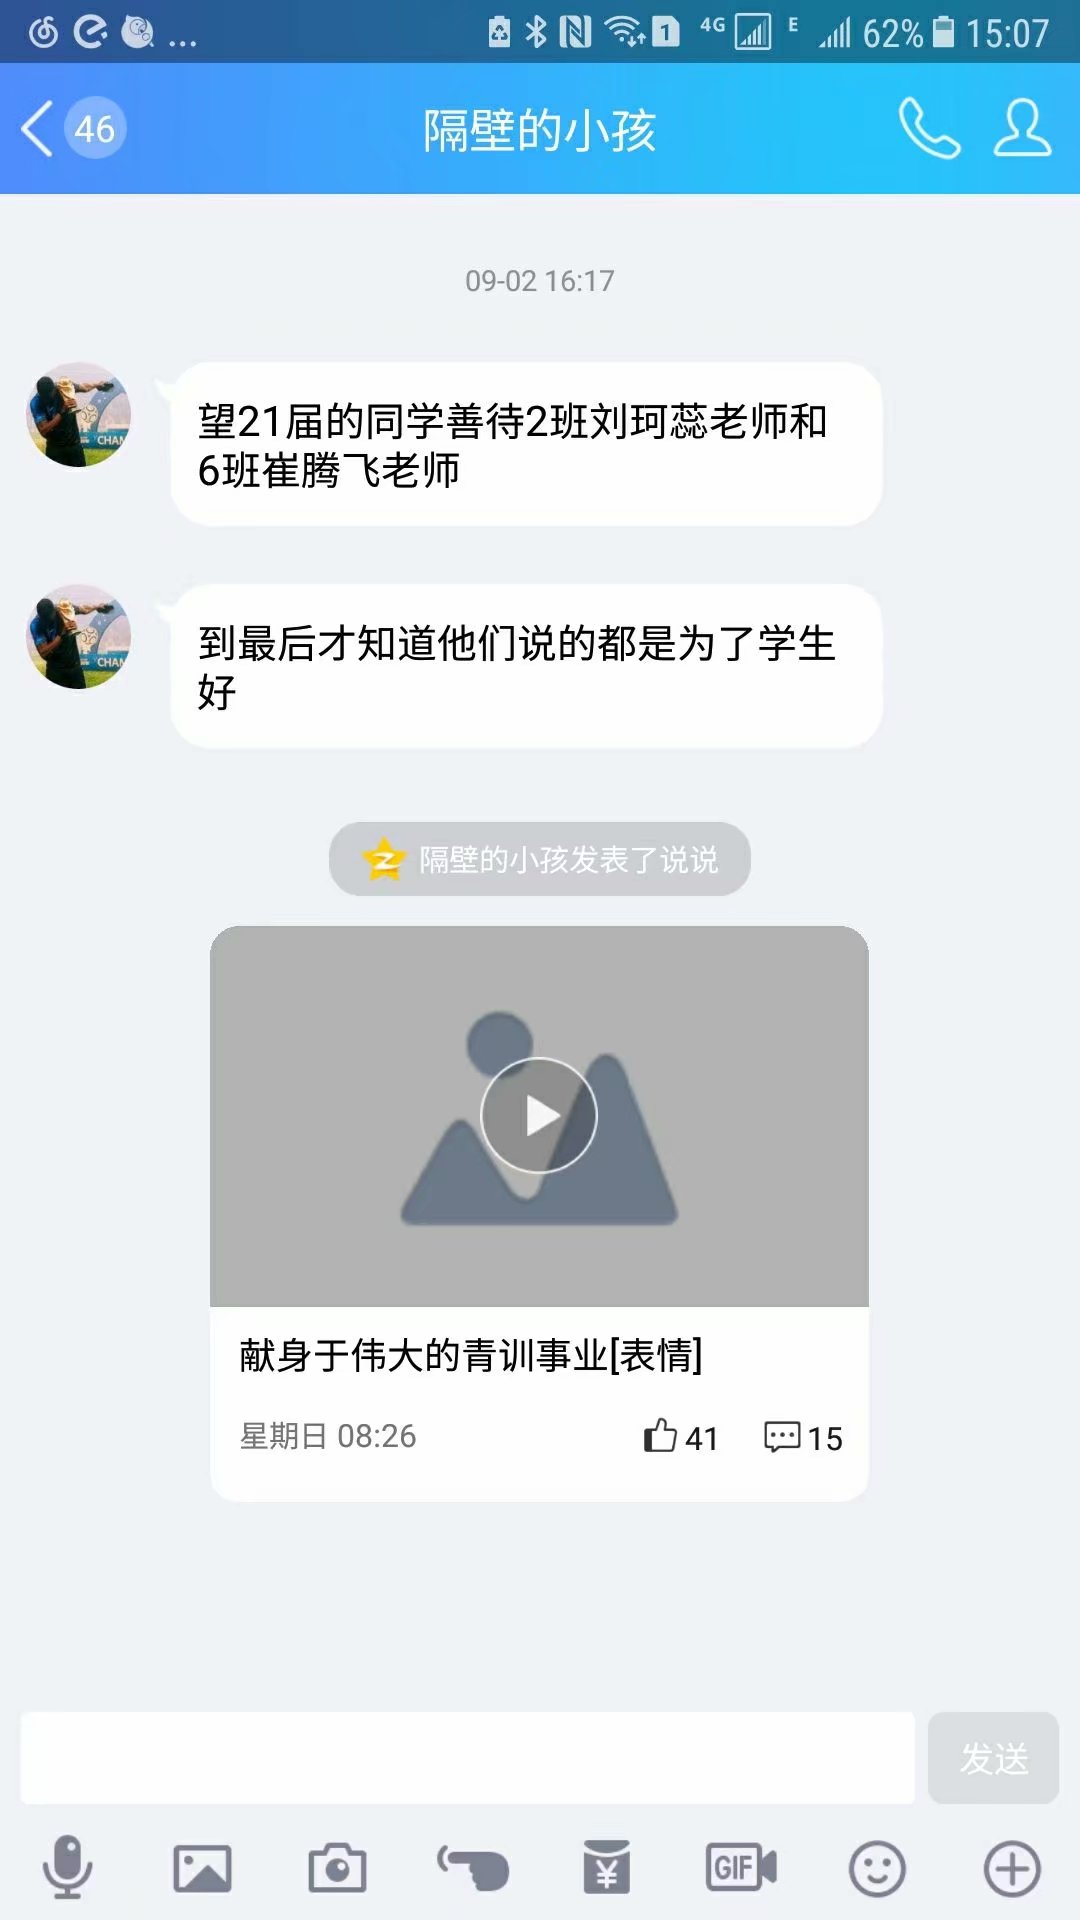 ... 1 4G E 62% 15:07
46 隔壁的小孩
09-02 16:17
望21届的同学善待2班刘珂蕊老师和
6班崔腾飞老师
CHAM
到最后才知道他们说的都是为了学生
好
CHAM
隔壁的小孩发表了说说
献身于伟大的青训事业[表情]
星期日 08:26 41 15
发送
GIF